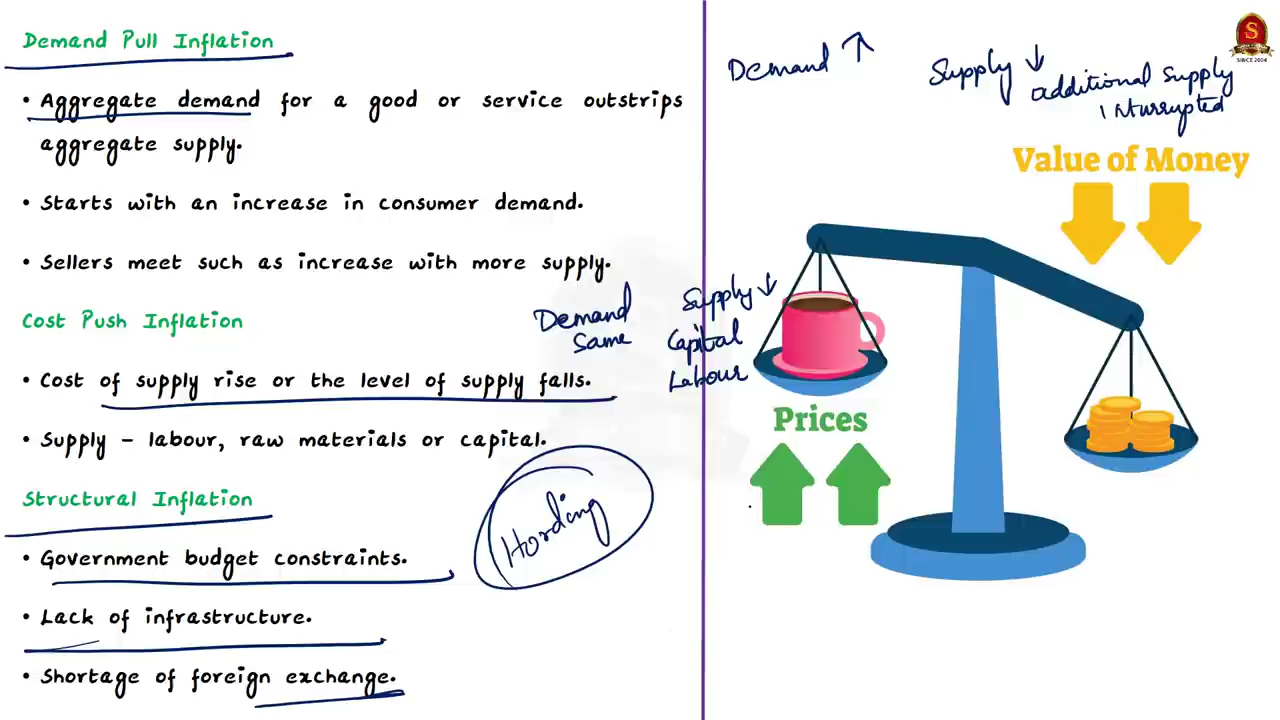 Demand Pull Inflation
• Aggregate demand for a good or service outstrips
aggregate supply.
• Starts with an increase in consumer demand.
• Sellers meet such as increase with more supply.
Cost Push Inflation
• Cost of supply rise or the level of supply falls.
• Supply – labour, raw materials or capital.
Structural Inflation
• Government budget constraints.
• Lack of infrastructure.
• Shortage of foreign exchange.
Demand
Same
Supply ↓
Capital
Labour
Hording
Demand ↑
Supply ↓
additional supply
Inturrupted
Value of Money
Prices
S
SINCE 2004